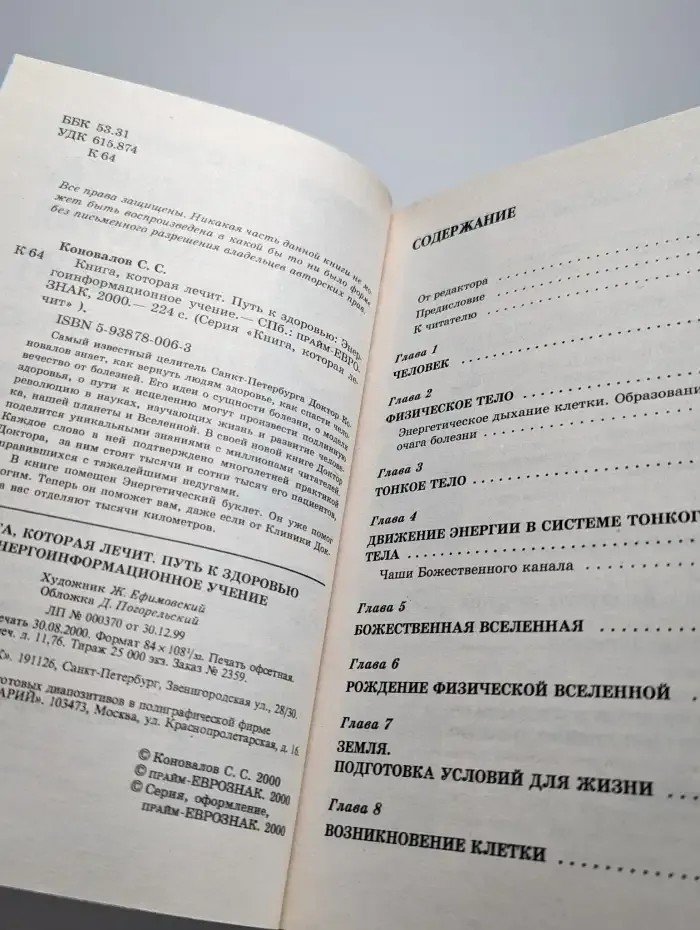 ББК 53.31
УДК 615.874
К 64
Все права защищены. Никакая часть данной книги не мо-
жет быть воспроизведена в какой бы то ни было форме
без письменного разрешения владельцев авторских прав.
Коновалов С. С.
К 64 Книга, которая лечит. Путь к здоровью: Энер-
гоинформационное учение.— СПб.: ПРАЙМ-ЕВРО-
ЗНАК, 2000.— 224 с. (Серия «Книга, которая ле-
чит» ).
ISBN 5-93878-006-3
Самый известный целитель Санкт-Петербурга Доктор Ко-
новалов знает, как вернуть людям здоровье, как спасти чело-
вечество от болезней. Его идеи о сущности болезни, о модели
здоровья, о пути к исцелению могут произвести подлинную
революцию в науках, изучающих жизнь и развитие челове-
ка, нашей планеты и Вселенной. В своей новой книге Доктор
поделится уникальными знаниями с миллионами читателей.
Каждое слово в ней подтверждено многолетней практикой
Доктора, за ним стоят тысячи и сотни тысяч его пациентов,
правившихся с тяжелейшими недугами.
В книге помещен Энергетический буклет. Он уже помог
огим. Теперь он поможет вам, даже если от Клиники Док-
а вас отделяют тысячи километров.
ГА, КОТОРАЯ ЛЕЧИТ. ПУТЬ К ЗДОРОВЬЮ
НЕРГОИНФОРМАЦИОННОЕ УЧЕНИЕ
Художник Ж. Ефимовский
Обложка Д. Погорельский
ЛП № 000370 от 30.12.99
ечать 30.08.2000. Формат 84 × 108¹/₃₂. Печать офсетная.
еч. л. 11,76. Тираж 25 000 экз. Заказ № 2359.
К». 191126, Санкт-Петербург, Звенигородская ул., 28/30.
готовых диапозитивов в полиграфической фирме
АРИЙ». 103473, Москва, ул. Краснопролетарская, д. 16
© Коновалов С. С. 2000
© ПРАЙМ-ЕВРОЗНАК. 2000
© Серия, оформление,
ПРАЙМ-ЕВРОЗНАК. 2000
СОДЕРЖАНИЕ
От редактора
Предисловие
К читателю
Глава 1
ЧЕЛОВЕК
Глава 2
ФИЗИЧЕСКОЕ ТЕЛО
Энергетическое дыхание клетки. Образовани
очага болезни
Глава 3
ТОНКОЕ ТЕЛО
Глава 4
ДВИЖЕНИЕ ЭНЕРГИИ В СИСТЕМЕ ТОНКОГ
ТЕЛА
Чаши Божественного канала
Глава 5
БОЖЕСТВЕННАЯ ВСЕЛЕННАЯ
Глава 6
РОЖДЕНИЕ ФИЗИЧЕСКОЙ ВСЕЛЕННОЙ
Глава 7
ЗЕМЛЯ.
ПОДГОТОВКА УСЛОВИЙ ДЛЯ ЖИЗНИ
Глава 8
ВОЗНИКНОВЕНИЕ КЛЕТКИ